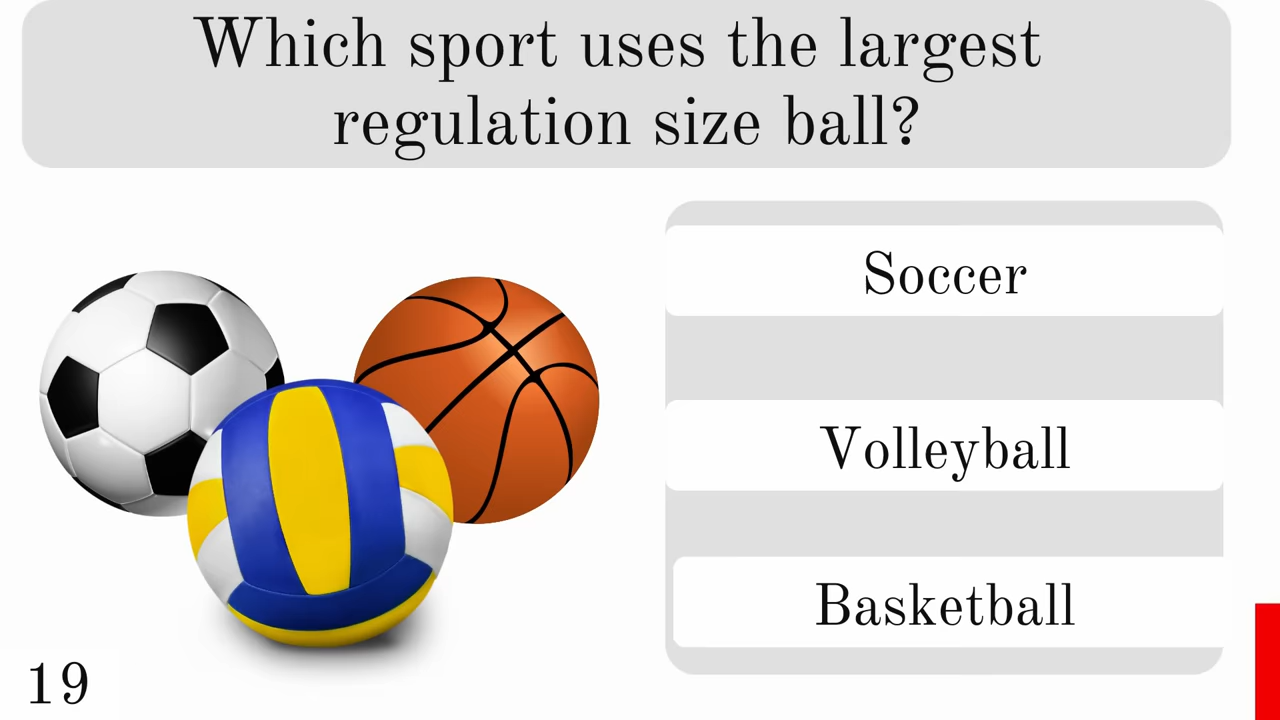 Which sport uses the largest
regulation size ball?
Soccer
Volleyball
Basketball
19